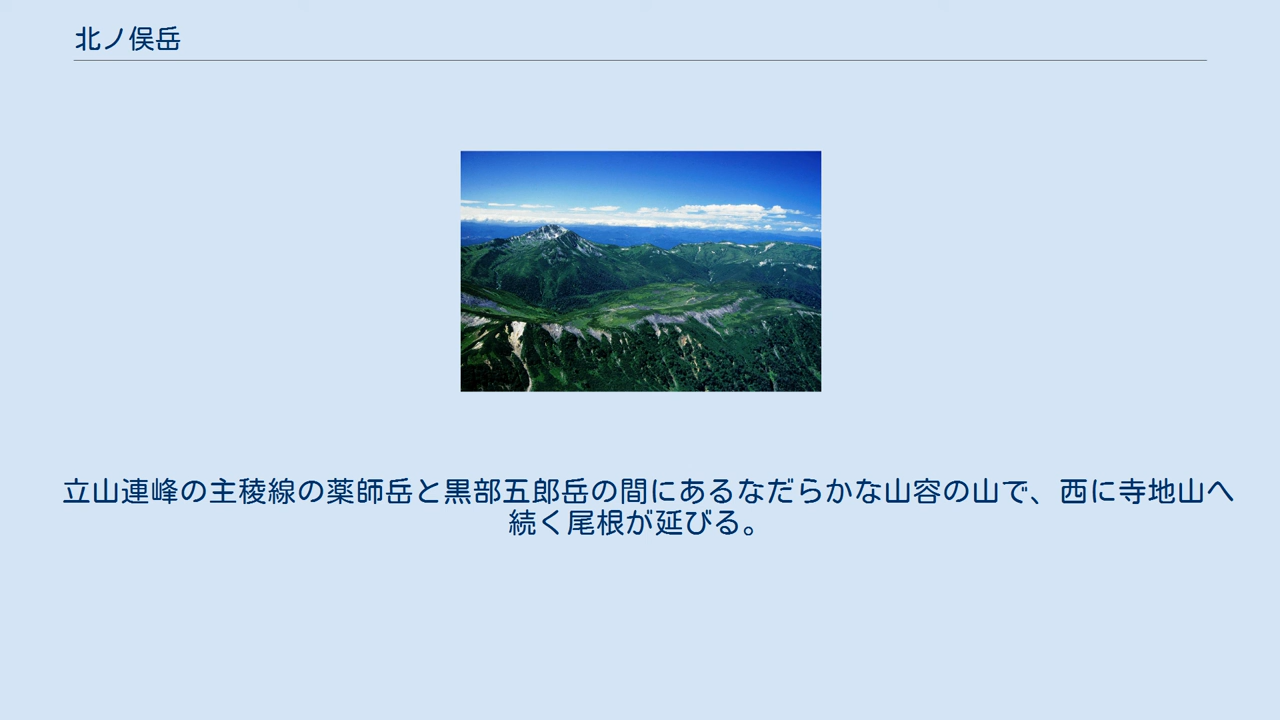 北ノ俣岳
立山連峰の主稜線の薬師岳と黒部五郎岳の間にあるなだらかな山容の山で、西に寺地山へ
続く尾根が延びる。